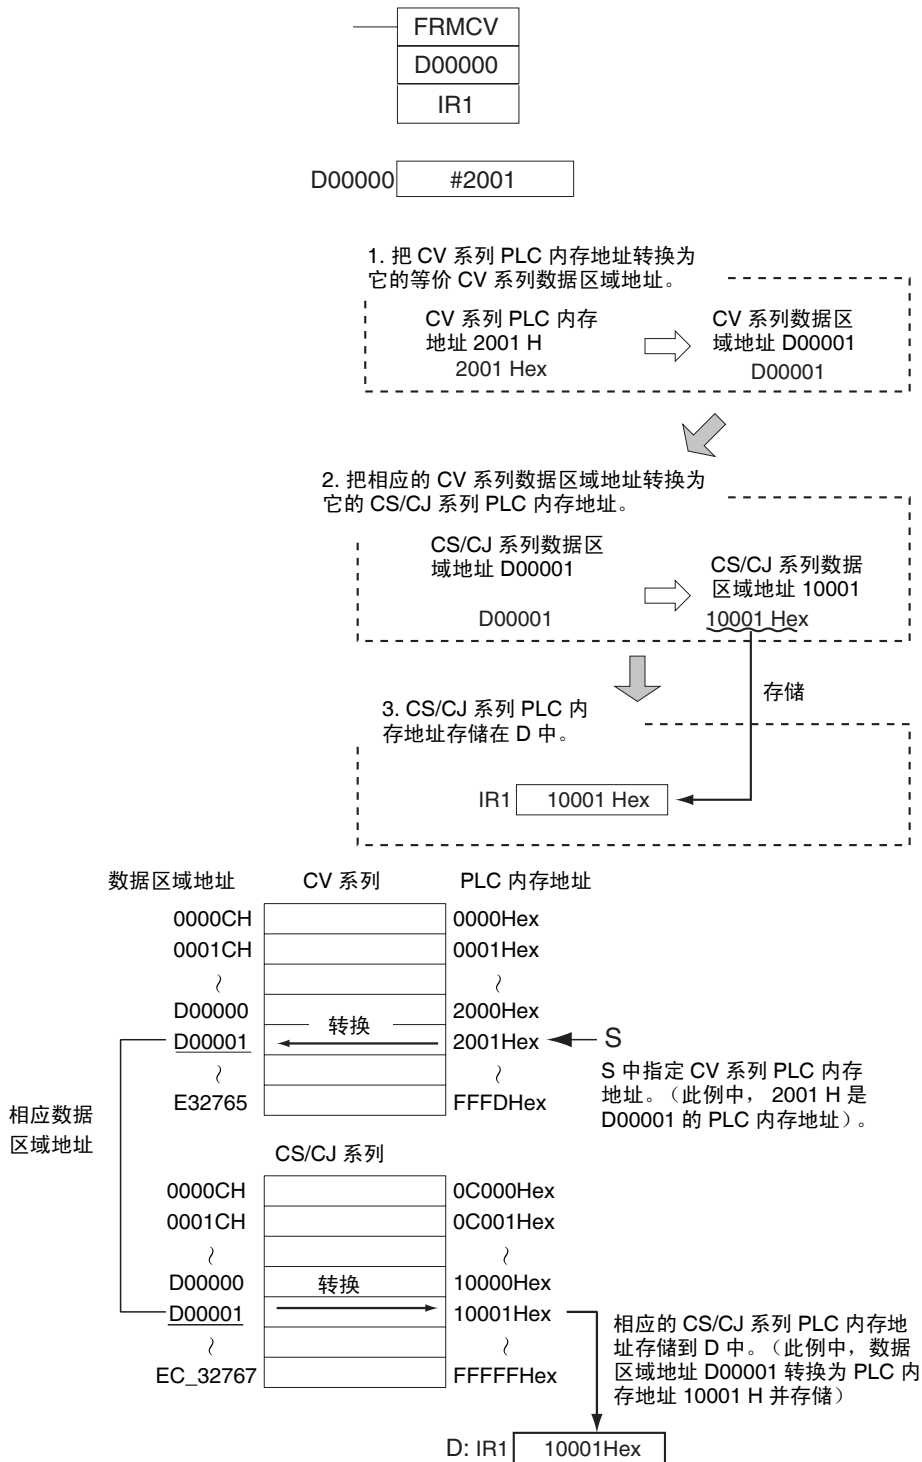 FRMCV
D00000
IR1
D00000 #2001
1. 把 CV 系列 PLC 内存地址转换为
它的等价 CV 系列数据区域地址。
CV 系列 PLC 内存
地址 2001 H
2001 Hex
CV 系列数据区
域地址 D00001
D00001
2. 把相应的 CV 系列数据区域地址转换为
它的 CS/CJ 系列 PLC 内存地址。
CS/CJ 系列数据区
域地址 D00001
D00001
CS/CJ 系列数据
区域地址 10001
10001 Hex
存储
3. CS/CJ 系列 PLC 内
存地址存储在 D 中。
IR1 10001 Hex
数据区域地址 CV 系列 PLC 内存地址
0000CH 0000Hex
0001CH 0001Hex
~ ~
D00000 2000Hex
转换
D00001 2001Hex S
~ ~
E32765 FFFDHex
S 中指定 CV 系列 PLC 内存
地址。（此例中， 2001 H 是
D00001 的 PLC 内存地址）。
相应数据
区域地址
CS/CJ 系列
0000CH 0C000Hex
0001CH 0C001Hex
~ ~
D00000 转换 10000Hex
D00001 10001Hex
~ ~
EC_32767 FFFFFHex
相应的 CS/CJ 系列 PLC 内存地
址存储到 D 中。（此例中，数据
区域地址 D00001 转换为 PLC 内
存地址 10001 H 并存储）
D: IR1 10001Hex